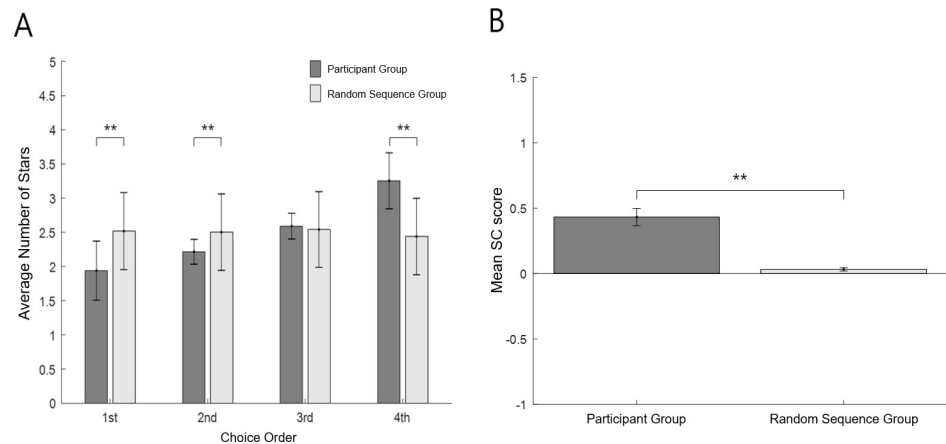 A
5
4.5
4
3.5
3
2.5
2
1.5
1
0.5
0
Average Number of Stars
Participant Group
Random Sequence Group
**
**
**
1st
2nd
3rd
4th
Choice Order
B
1.5
1
0.5
0
-0.5
-1
Mean SC score
**
Participant Group
Random Sequence Group